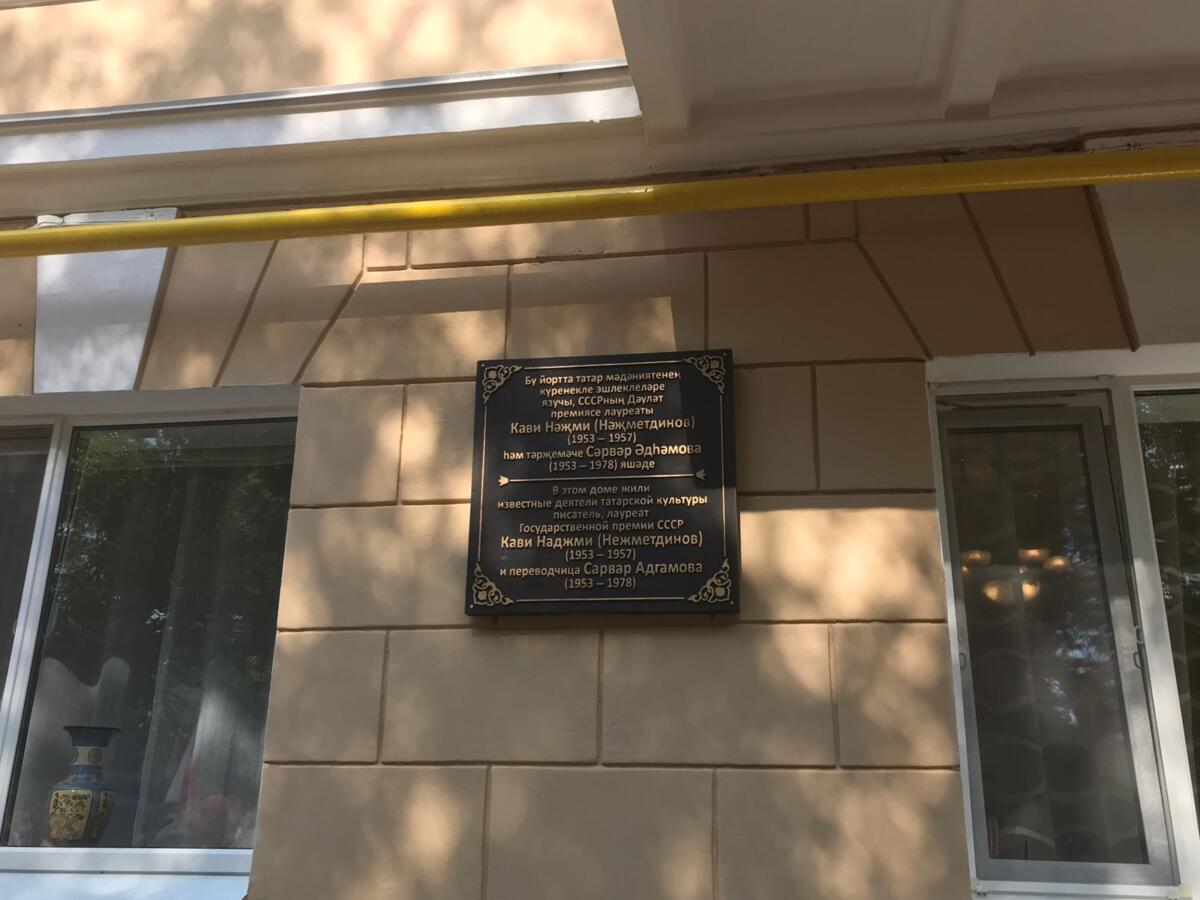 Бу йортта татар мәдәниятенең
күренекле эшлеклеләре
язучы, СССРның Дәүләт
премиясе лауреаты
Кави Нәҗми (Нәҗметдинов)
(1953 – 1957)
һәм тәрҗемәче Сәрвәр Әдһәмова
(1953 – 1978) яшәде
В этом доме жили
известные деятели татарской культуры
писатель, лауреат
Государственной премии СССР
Кави Наджми (Нежметдинов)
(1953 – 1957)
и переводчица Сарвар Адгамова
(1953 – 1978)